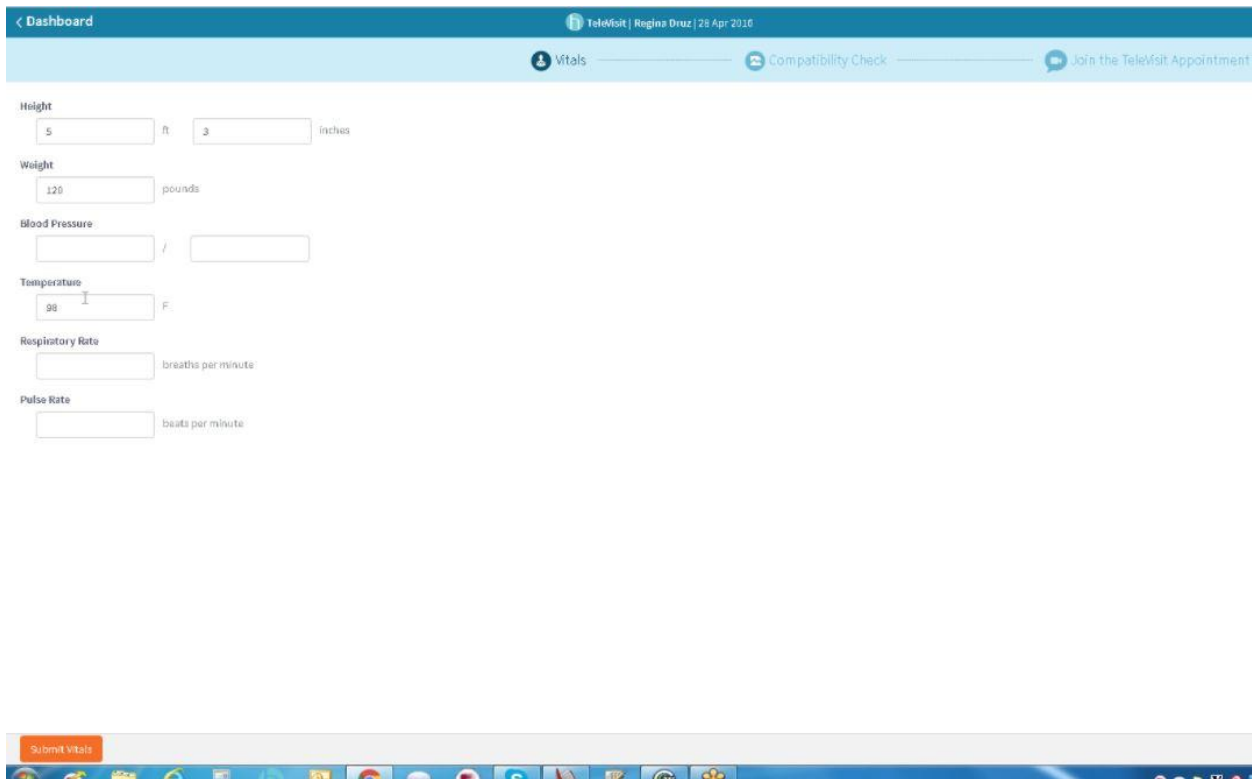 < Dashboard
h TeleVisit | Regina Druz | 28 Apr 2016
Vitals
Compatibility Check
Join the TeleVisit Appointment
Height
5 ft 3 inches
Weight
120 pounds
Blood Pressure
/
Temperature
98 F
Respiratory Rate
breaths per minute
Pulse Rate
beats per minute
Submit Vitals